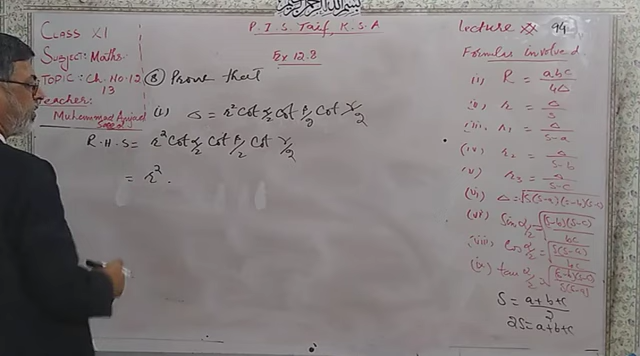 بسم الله الرحمن الرحيم
Class XI
Subject: Maths
TOPIC: Ch. No. 12
13
Teacher:
Muhammad Amjad
P.I.S. Taif, K.S.A
Ex 12.8
Lecture 94
⑧ Prove that
(ii) Δ = r² Cot α/2 Cot β/2 Cot γ/2
R.H.S = r² Cot α/2 Cot β/2 Cot γ/2
= r² .
Formulas involved
(i) R = abc/4Δ
(ii) r = Δ/s
(iii) r₁ = Δ/s-a
(iv) r₂ = Δ/s-b
(v) r₃ = Δ/s-c
(vi) Δ = √s(s-a)(s-b)(s-c)
(vii) Sin α/2 = √(s-b)(s-c)/bc
(viii) Cos α/2 = √s(s-a)/bc
(ix) tan α/2 = √(s-b)(s-c)/s(s-a)
S = a+b+c/2
2S = a+b+c